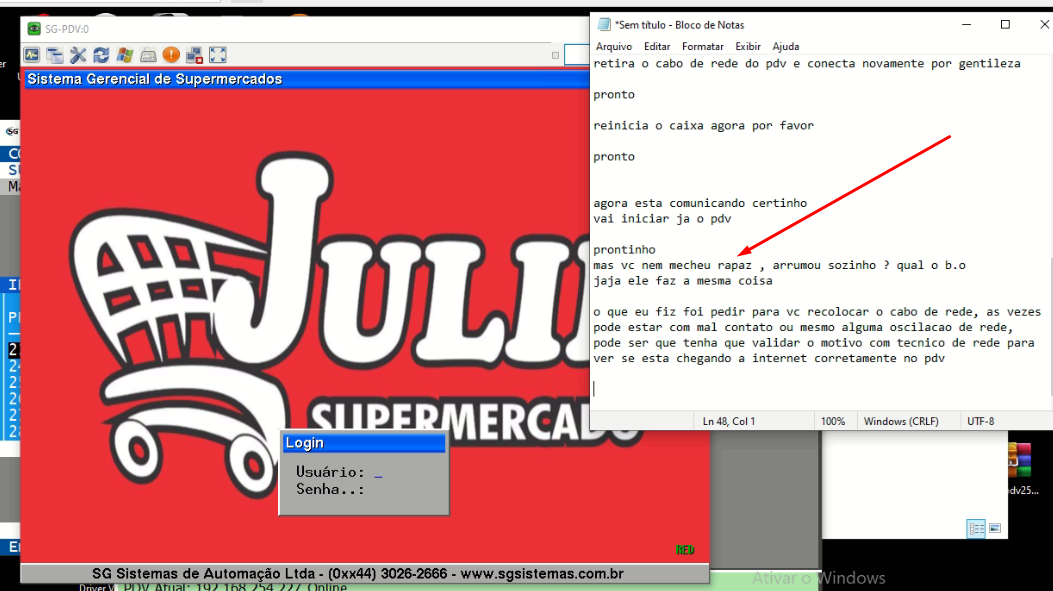 SG-PDV:0
Sistema Gerencial de Supermercados
SUPERMERCADO
Login
Usuário: _
Senha..:
RED
SG Sistemas de Automação Ltda - (0xx44) 3026-2666 - www.sgsistemas.com.br
PDV Atual: 192.168.254.227 Online
*Sem título - Bloco de Notas
Arquivo Editar Formatar Exibir Ajuda
retira o cabo de rede do pdv e conecta novamente por gentileza
pronto
reinicia o caixa agora por favor
pronto
agora esta comunicando certinho
vai iniciar ja o pdv
prontinho
mas vc nem mecheu rapaz , arrumou sozinho ? qual o b.o
jaja ele faz a mesma coisa
o que eu fiz foi pedir para vc recolocar o cabo de rede, as vezes
pode estar com mal contato ou mesmo alguma oscilacao de rede,
pode ser que tenha que validar o motivo com tecnico de rede para
ver se esta chegando a internet corretamente no pdv
Ln 48, Col 1 100% Windows (CRLF) UTF-8
Ativar o Windows